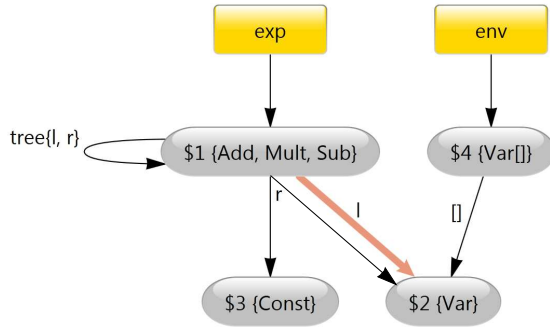 exp
env
tree{l, r}
$1 {Add, Mult, Sub}
$4 {Var[]}
r
l
[]
$3 {Const}
$2 {Var}